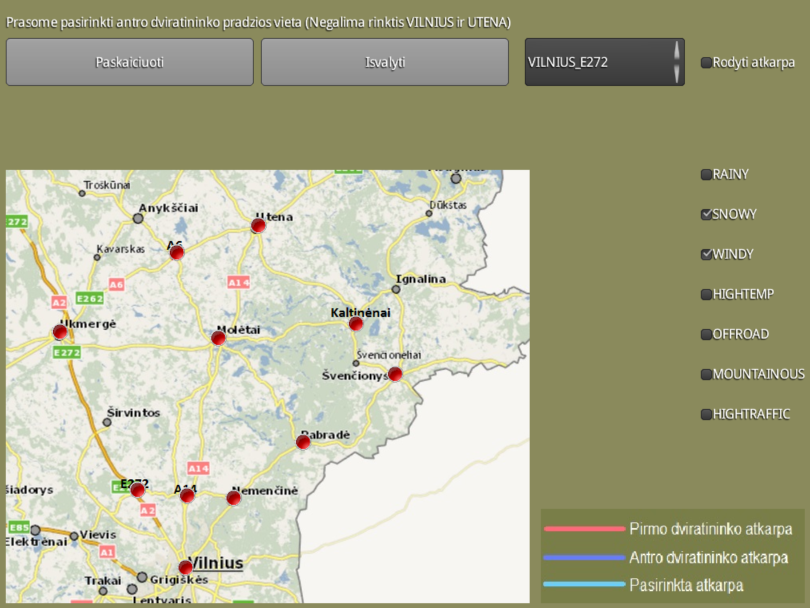 Prasome pasirinkti antro dviratininko pradzios vieta (Negalima rinktis VILNIUS ir UTENA)
Paskaiciuoti
Isvalyti
VILNIUS_E272
Rodyti atkarpa
RAINY
SNOWY
WINDY
HIGHTEMP
OFFROAD
MOUNTAINOUS
HIGHTRAFFIC
Troškūnai
Anykščiai
Dūkštas
Utena
272
A6
Kavarskas
Ignalina
A6
A14
E262
A2
Kaltinėnai
Ukmergė
Molėtai
E272
Švenčionėliai
Švenčionys
Širvintos
Pabradė
A14
E272
A14
Nemenčinė
šiadorys
A2
E85
Vievis
Elektrėnai
A1
Vilnius
Trakai
Grigiškės
Lentvaris
Pirmo dviratininko atkarpa
Antro dviratininko atkarpa
Pasirinkta atkarpa